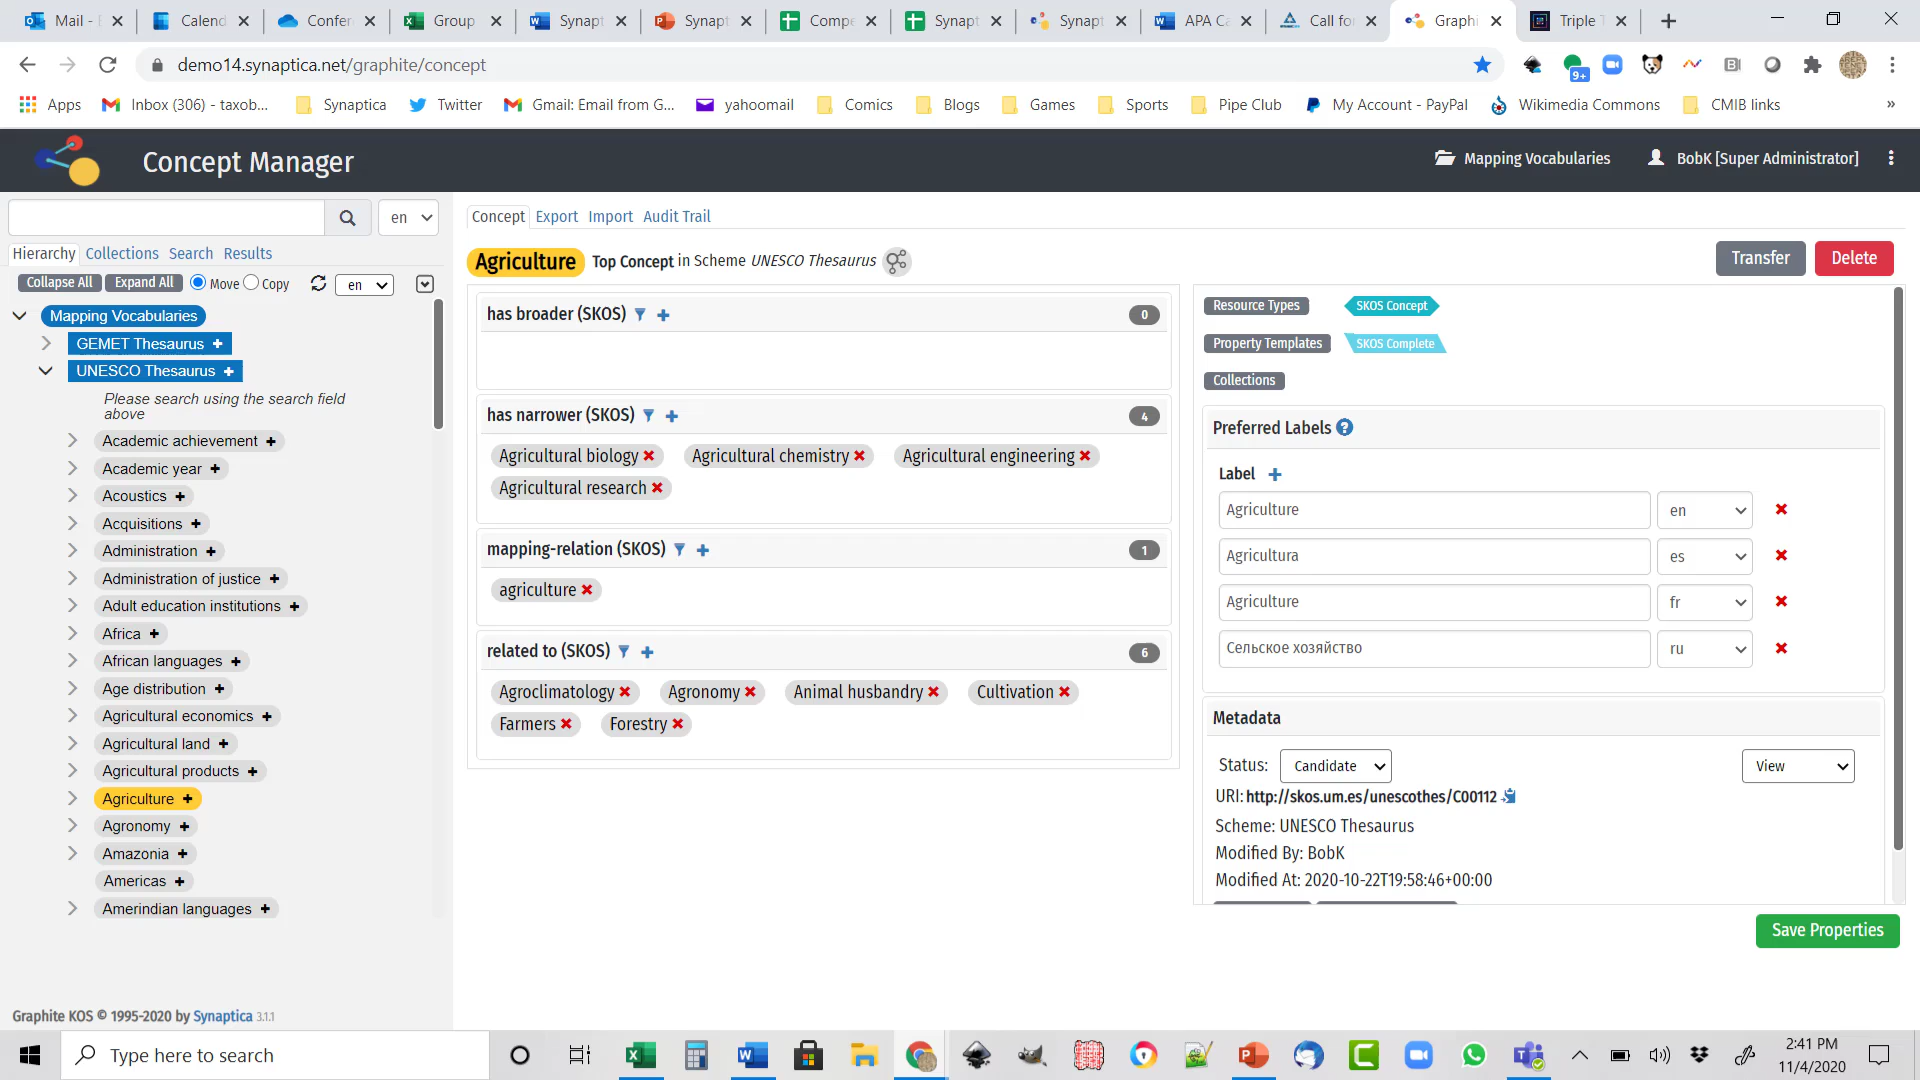 Mail - E
Calend
Confer
Group
Synapt
Synapt
Compe
Synapt
Synapt
APA Ca
Call for
Graphi
Triple T
demo14.synaptica.net/graphite/concept
9+
Apps
Inbox (306) - taxob...
Synaptica
Twitter
Gmail: Email from G...
yahoomail
Comics
Blogs
Games
Sports
Pipe Club
My Account - PayPal
Wikimedia Commons
CMIB links
»
Concept Manager
Mapping Vocabularies
BobK [Super Administrator]
en
Hierarchy Collections Search Results
Collapse All Expand All Move Copy en
Mapping Vocabularies
GEMET Thesaurus +
UNESCO Thesaurus +
Please search using the search field
above
Academic achievement +
Academic year +
Acoustics +
Acquisitions +
Administration +
Administration of justice +
Adult education institutions +
Africa +
African languages +
Age distribution +
Agricultural economics +
Agricultural land +
Agricultural products +
Agriculture +
Agronomy +
Amazonia +
Americas +
Amerindian languages +
Graphite KOS © 1995-2020 by Synaptica 3.1.1
Concept Export Import Audit Trail
Agriculture Top Concept in Scheme UNESCO Thesaurus
Transfer
Delete
has broader (SKOS) + 0
has narrower (SKOS) + 4
Agricultural biology Agricultural chemistry Agricultural engineering
Agricultural research
mapping-relation (SKOS) + 1
agriculture
related to (SKOS) + 6
Agroclimatology Agronomy Animal husbandry Cultivation
Farmers Forestry
Resource Types SKOS Concept
Property Templates SKOS Complete
Collections
Preferred Labels ?
Label +
Agriculture en
Agricultura es
Agriculture fr
Сельское хозяйство ru
Metadata
Status: Candidate View
URI: http://skos.um.es/unescothes/C00112
Scheme: UNESCO Thesaurus
Modified By: BobK
Modified At: 2020-10-22T19:58:46+00:00
Save Properties
Type here to search
2:41 PM
11/4/2020